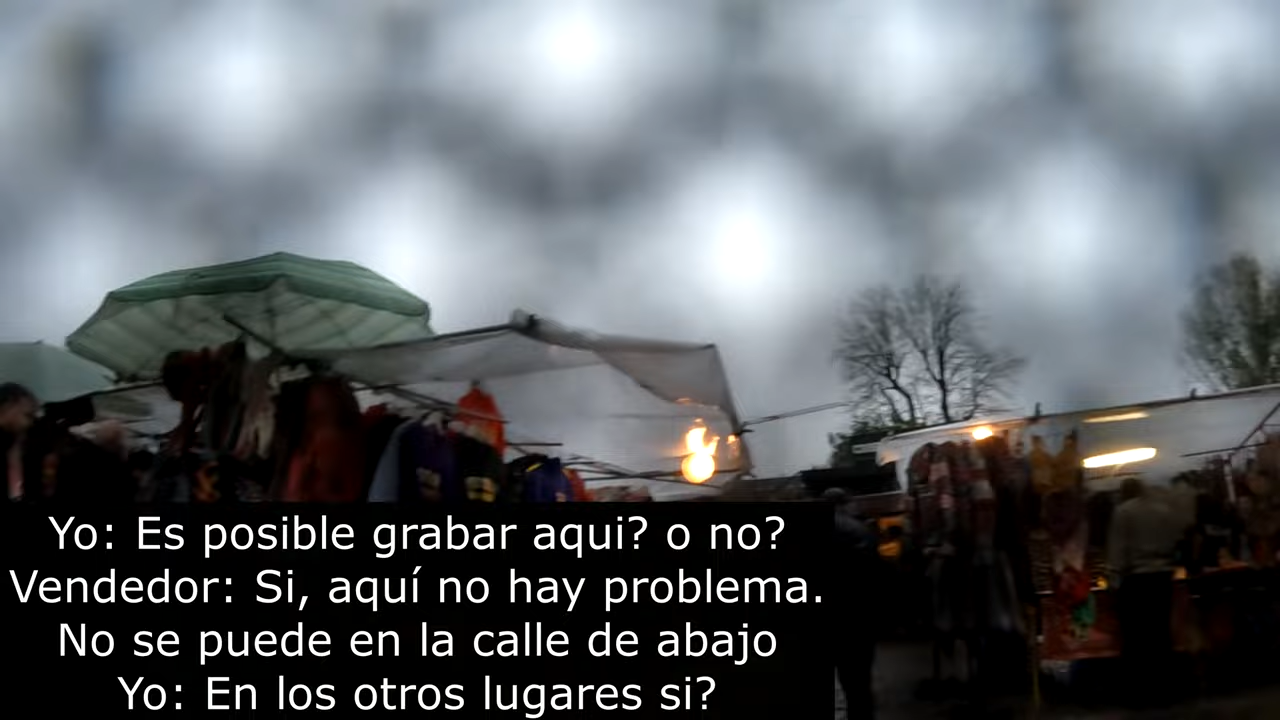 Yo: Es posible grabar aqui? o no?
Vendedor: Si, aquí no hay problema.
No se puede en la calle de abajo
Yo: En los otros lugares si?